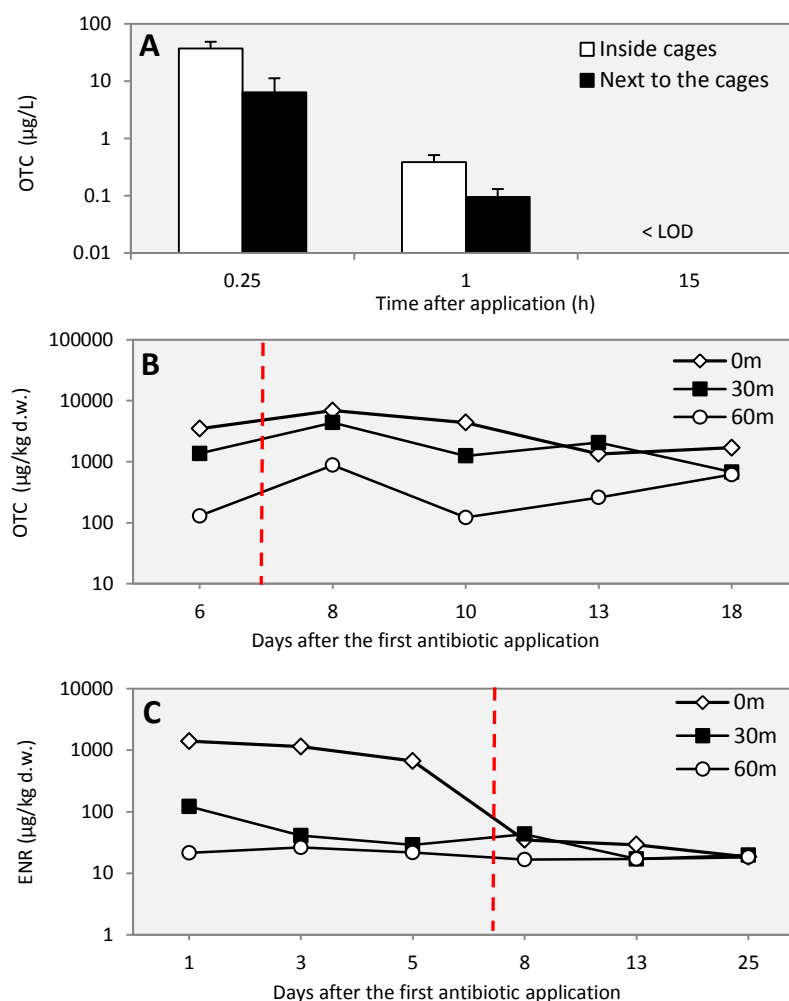 A
OTC (µg/L)
100
10
1
0.1
0.01
Inside cages
Next to the cages
< LOD
0.25 1 15
Time after application (h)
B
OTC (µg/kg d.w.)
100000
10000
1000
100
10
0m
30m
60m
6 8 10 13 18
Days after the first antibiotic application
C
ENR (µg/kg d.w.)
10000
1000
100
10
1
0m
30m
60m
1 3 5 8 13 25
Days after the first antibiotic application